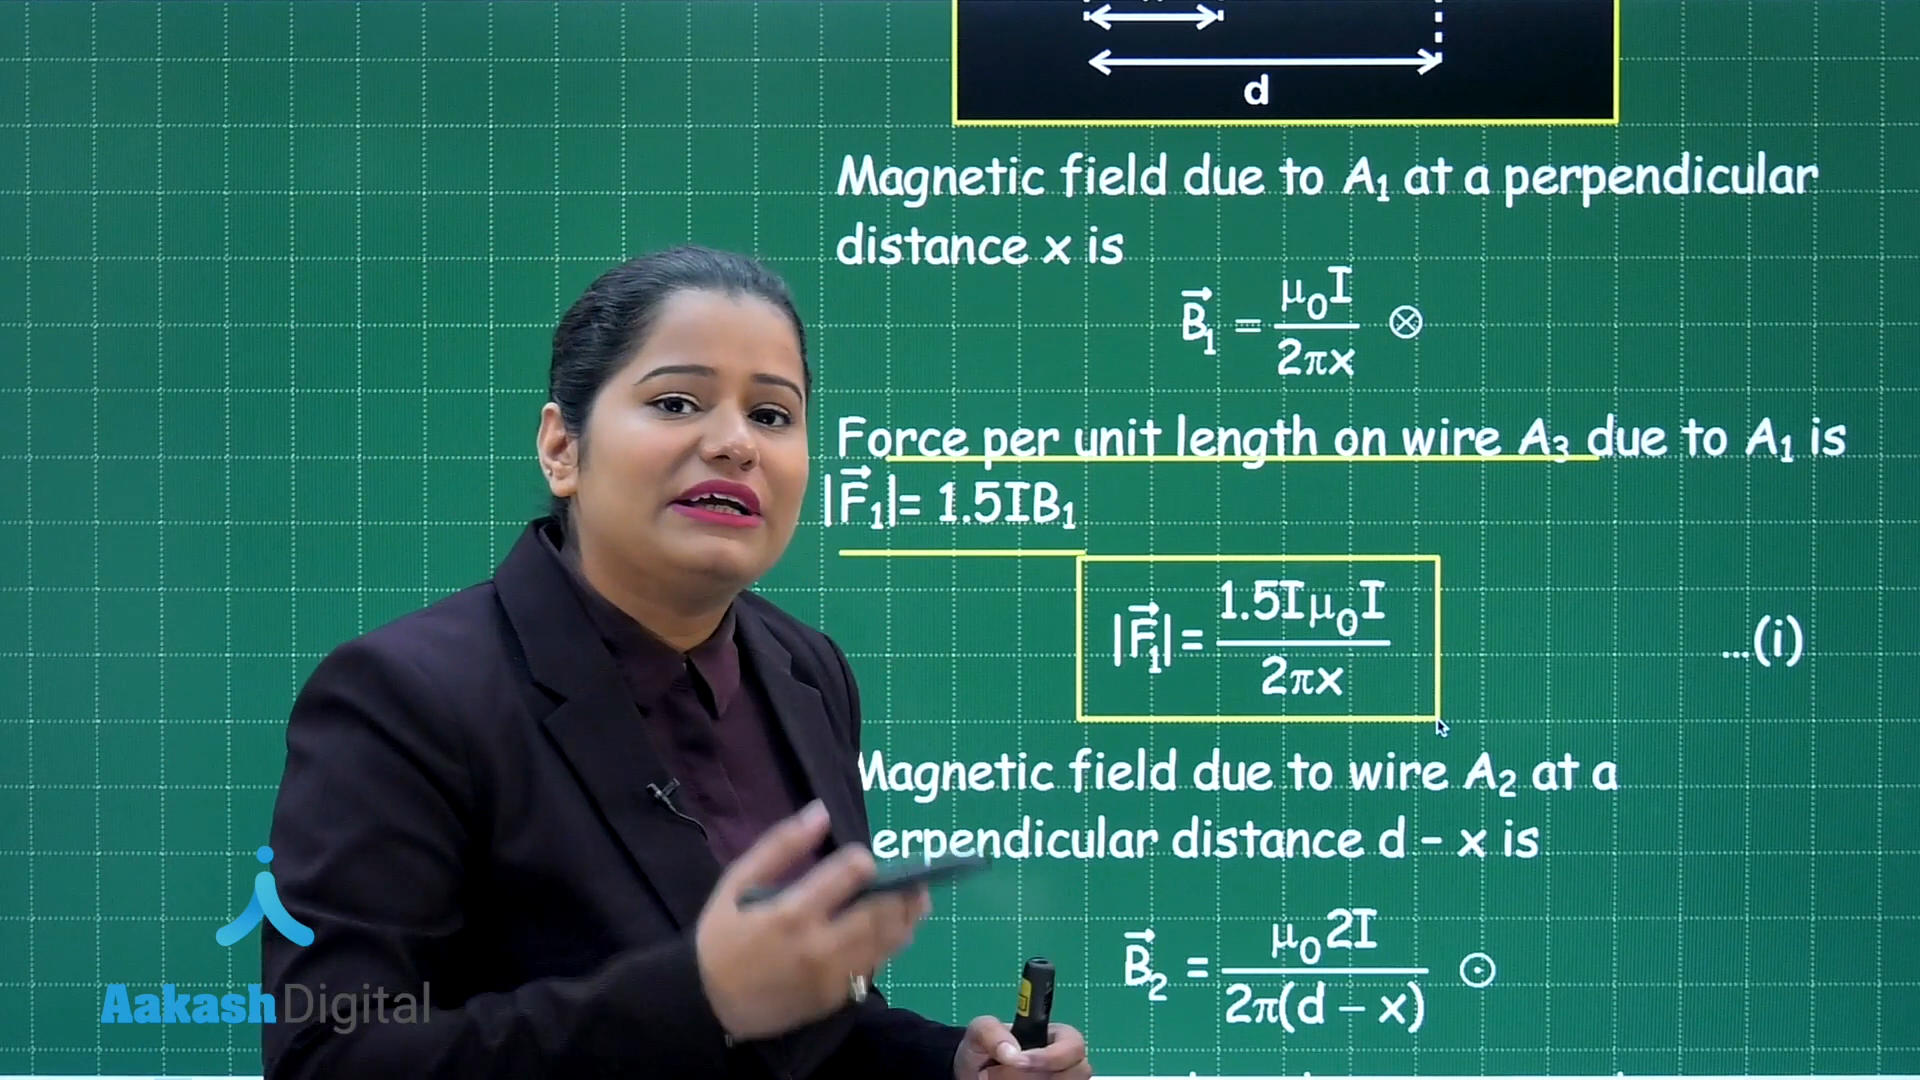 d
Magnetic field due to A₁ at a perpendicular
distance x is
B⃗₁ = μ₀I / 2πx ⊗
Force per unit length on wire A₃ due to A₁ is
|F⃗₁|= 1.5IB₁
|F⃗₁|= 1.5Iμ₀I / 2πx ...(i)
Magnetic field due to wire A₂ at a
erpendicular distance d – x is
B⃗₂ = μ₀2I / 2π(d – x) ⊙
Aakash Digital